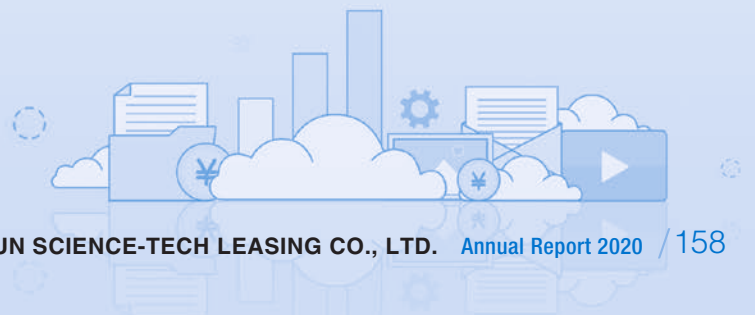 ¥ ¥
UN SCIENCE-TECH LEASING CO., LTD. Annual Report 2020 / 158